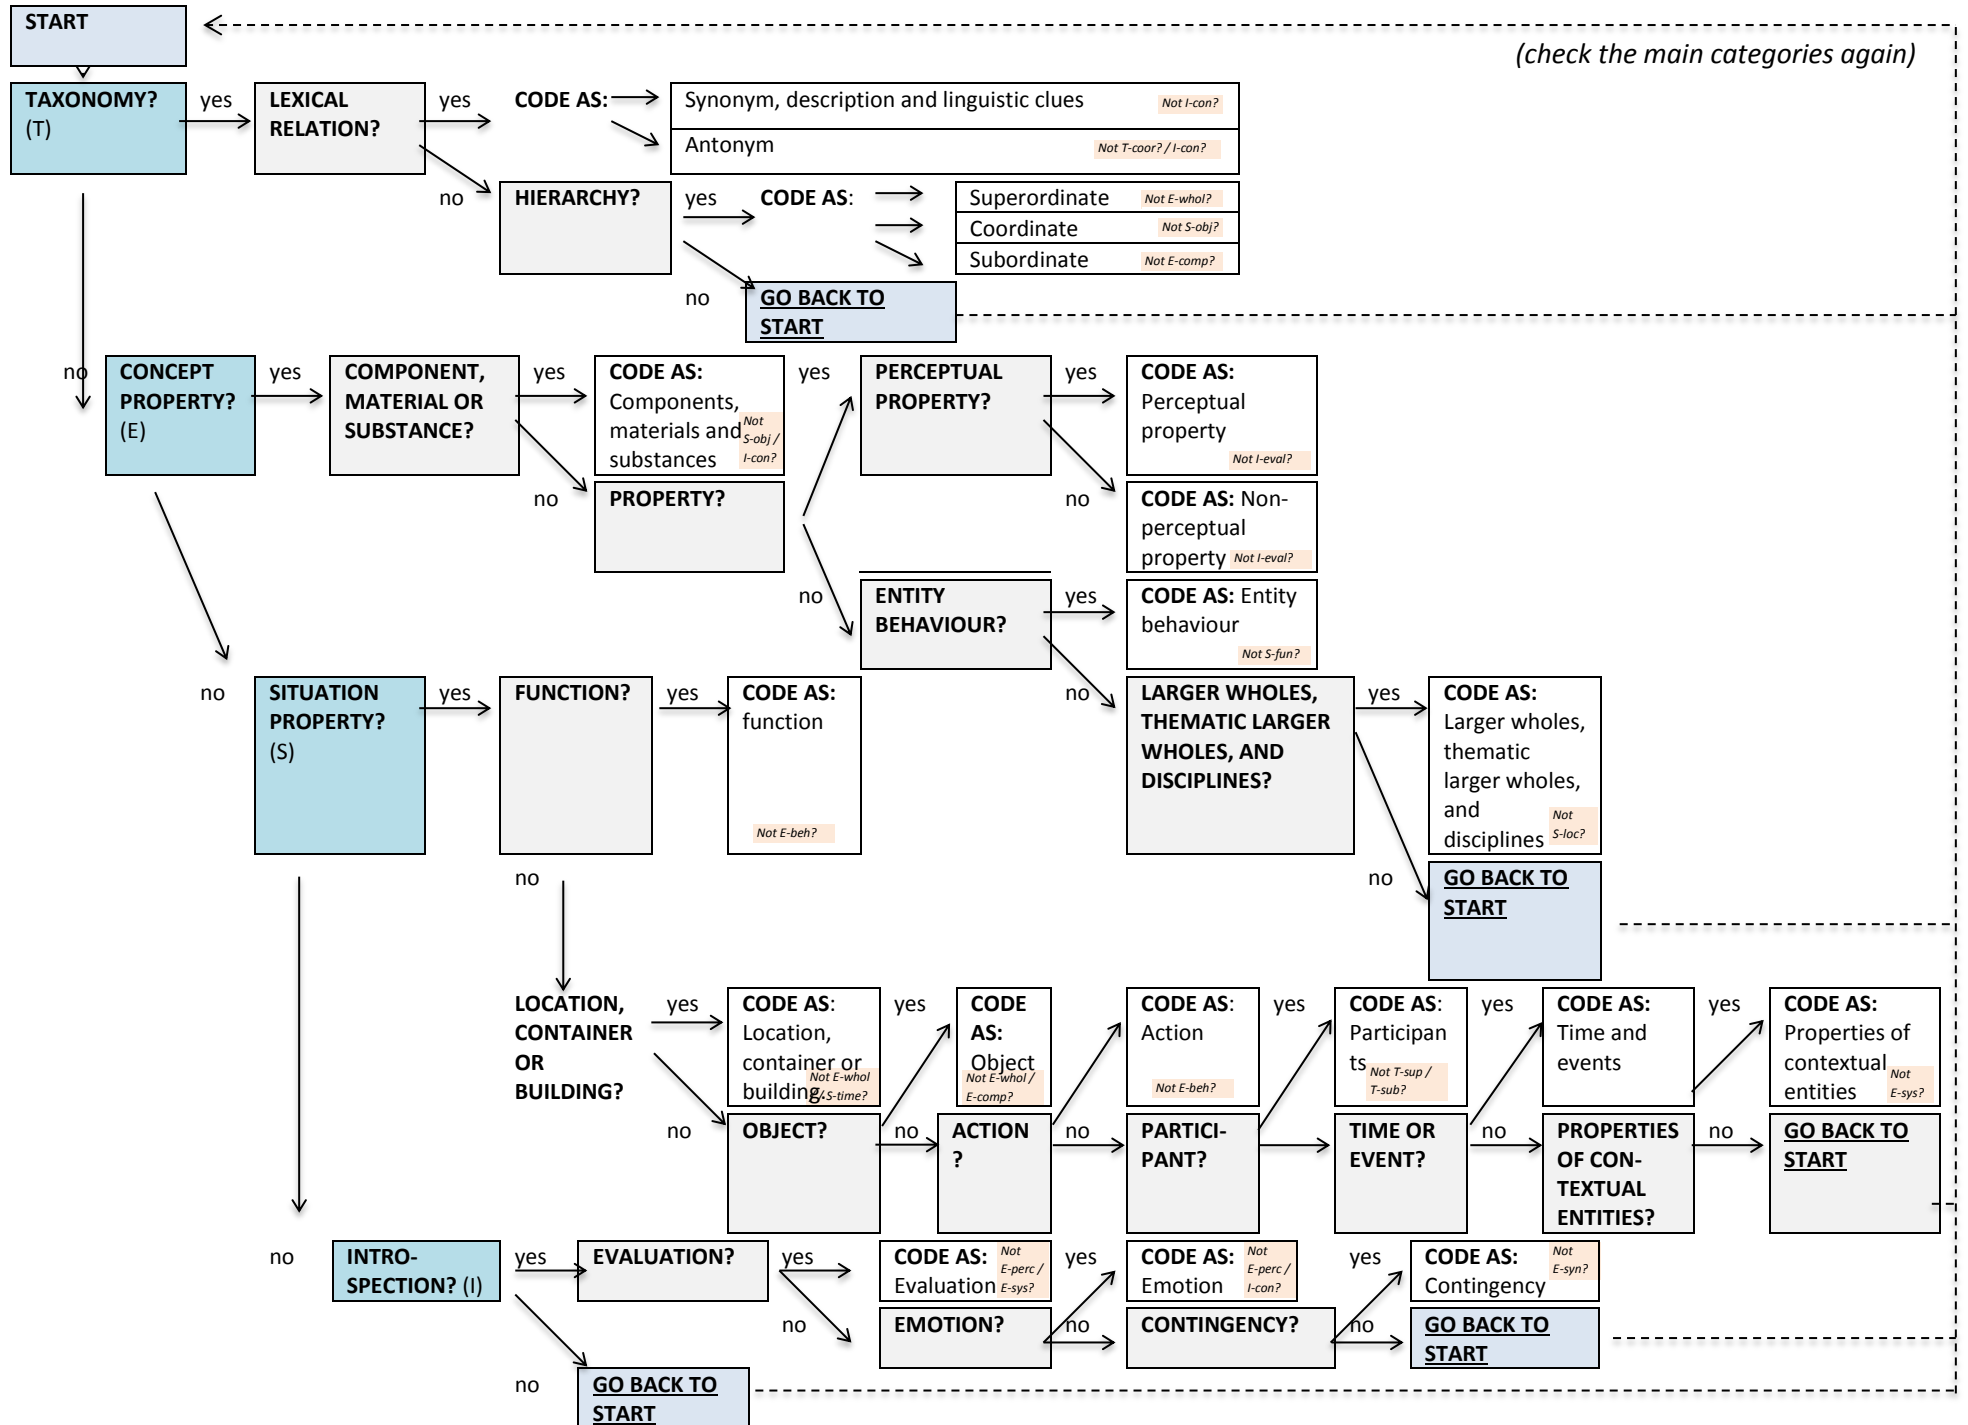 START
(check the main categories again)
TAXONOMY?
(T)
yes
LEXICAL
RELATION?
yes
CODE AS:
Synonym, description and linguistic clues
Not I-con?
Antonym
Not T-coor? / I-con?
no
HIERARCHY?
yes
CODE AS:
Superordinate
Not E-whol?
Coordinate
Not S-obj?
Subordinate
Not E-comp?
no
GO BACK TO
START
no
CONCEPT
PROPERTY?
(E)
yes
COMPONENT,
MATERIAL OR
SUBSTANCE?
yes
CODE AS:
Components,
materials and
substances
Not
S-obj /
I-con?
no
PROPERTY?
yes
PERCEPTUAL
PROPERTY?
yes
CODE AS:
Perceptual
property
Not I-eval?
no
CODE AS: Non-
perceptual
property
Not I-eval?
no
ENTITY
BEHAVIOUR?
yes
CODE AS: Entity
behaviour
Not S-fun?
no
LARGER WHOLES,
THEMATIC LARGER
WHOLES, AND
DISCIPLINES?
yes
CODE AS:
Larger wholes,
thematic
larger wholes,
and
disciplines
Not
S-loc?
no
GO BACK TO
START
no
SITUATION
PROPERTY?
(S)
yes
FUNCTION?
yes
CODE AS:
function
Not E-beh?
no
LOCATION,
CONTAINER
OR
BUILDING?
yes
CODE AS:
Location,
container or
building.
Not E-whol
/ S-time?
no
OBJECT?
yes
CODE
AS:
Object
Not E-whol /
E-comp?
no
ACTION
?
CODE AS:
Action
Not E-beh?
no
PARTICI-
PANT?
yes
CODE AS:
Participan
ts
Not T-sup /
T-sub?
TIME OR
EVENT?
yes
CODE AS:
Time and
events
no
PROPERTIES
OF CON-
TEXTUAL
ENTITIES?
yes
CODE AS:
Properties of
contextual
entities
Not
E-sys?
no
GO BACK TO
START
no
INTRO-
SPECTION? (I)
yes
EVALUATION?
yes
CODE AS:
Evaluation
Not
E-perc /
E-sys?
no
EMOTION?
yes
CODE AS:
Emotion
Not
E-perc /
I-con?
no
CONTINGENCY?
yes
CODE AS:
Contingency
Not
E-syn?
no
GO BACK TO
START
no
GO BACK TO
START